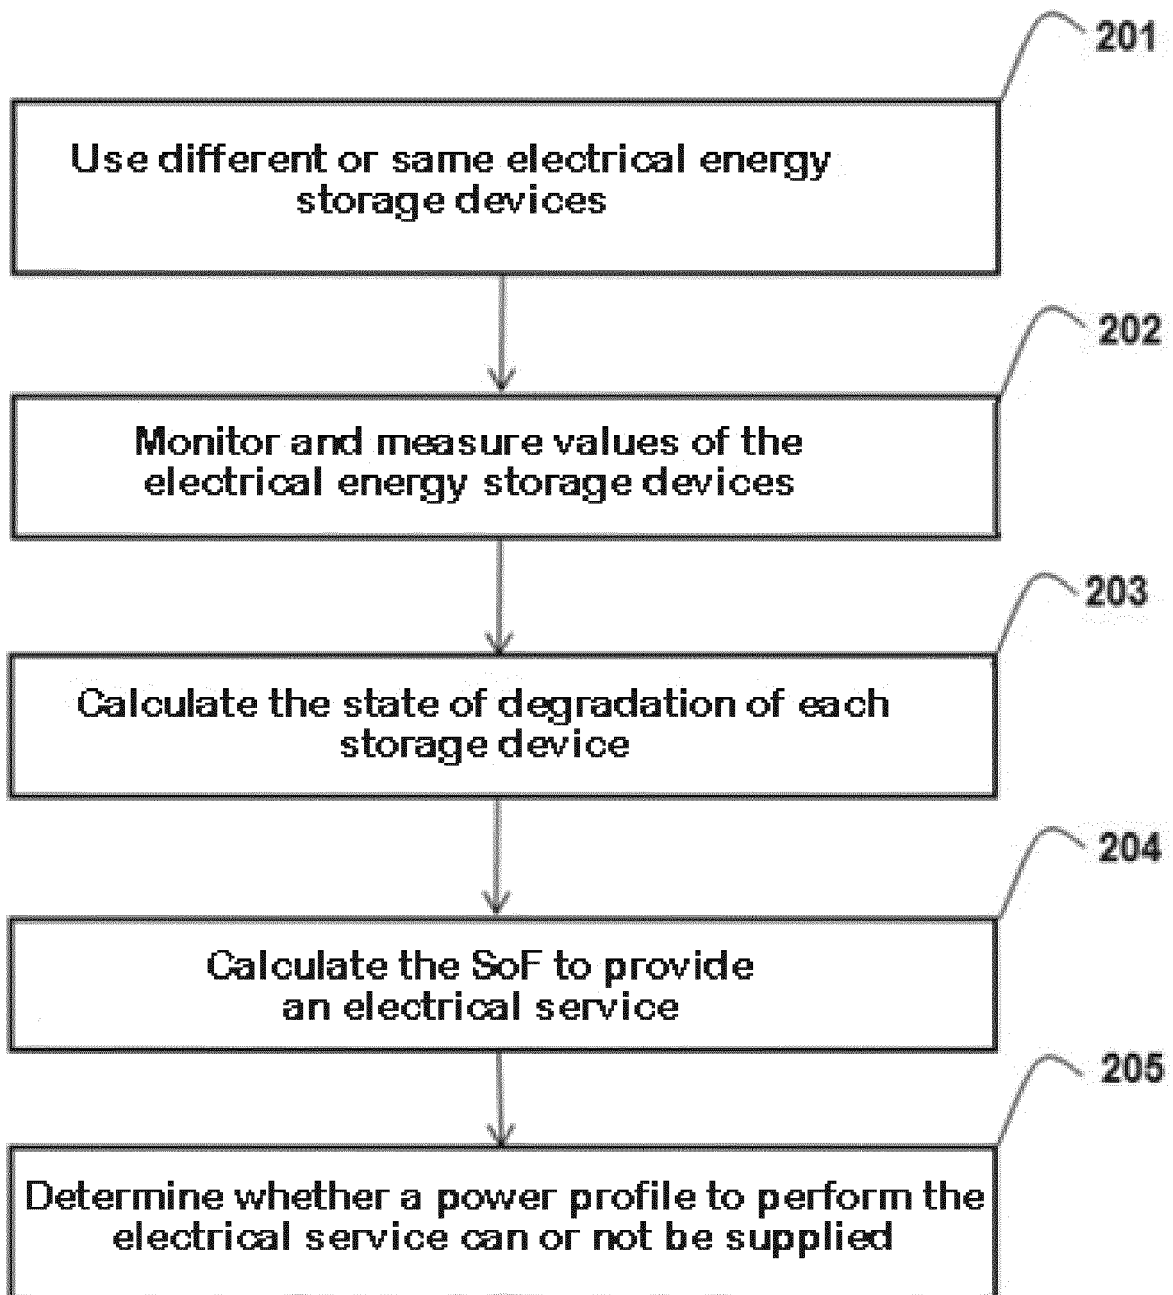 201
Use different or same electrical energy
storage devices
202
Monitor and measure values of the
electrical energy storage devices
203
Calculate the state of degradation of each
storage device
204
Calculate the SoF to provide
an electrical service
205
Determine whether a power profile to perform the
electrical service can or not be supplied